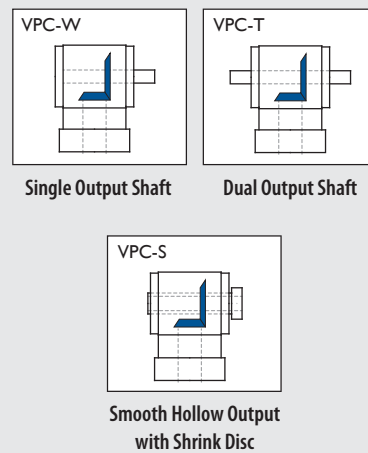 VPC-W
VPC-T
Single Output Shaft
Dual Output Shaft
VPC-S
Smooth Hollow Output
with Shrink Disc